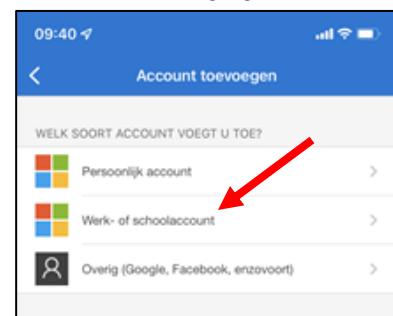 09:40
Account toevoegen
WELK SOORT ACCOUNT VOEGT U TOE?
Persoonlijk account
Werk- of schoolaccount
Overig (Google, Facebook, enzovoort)